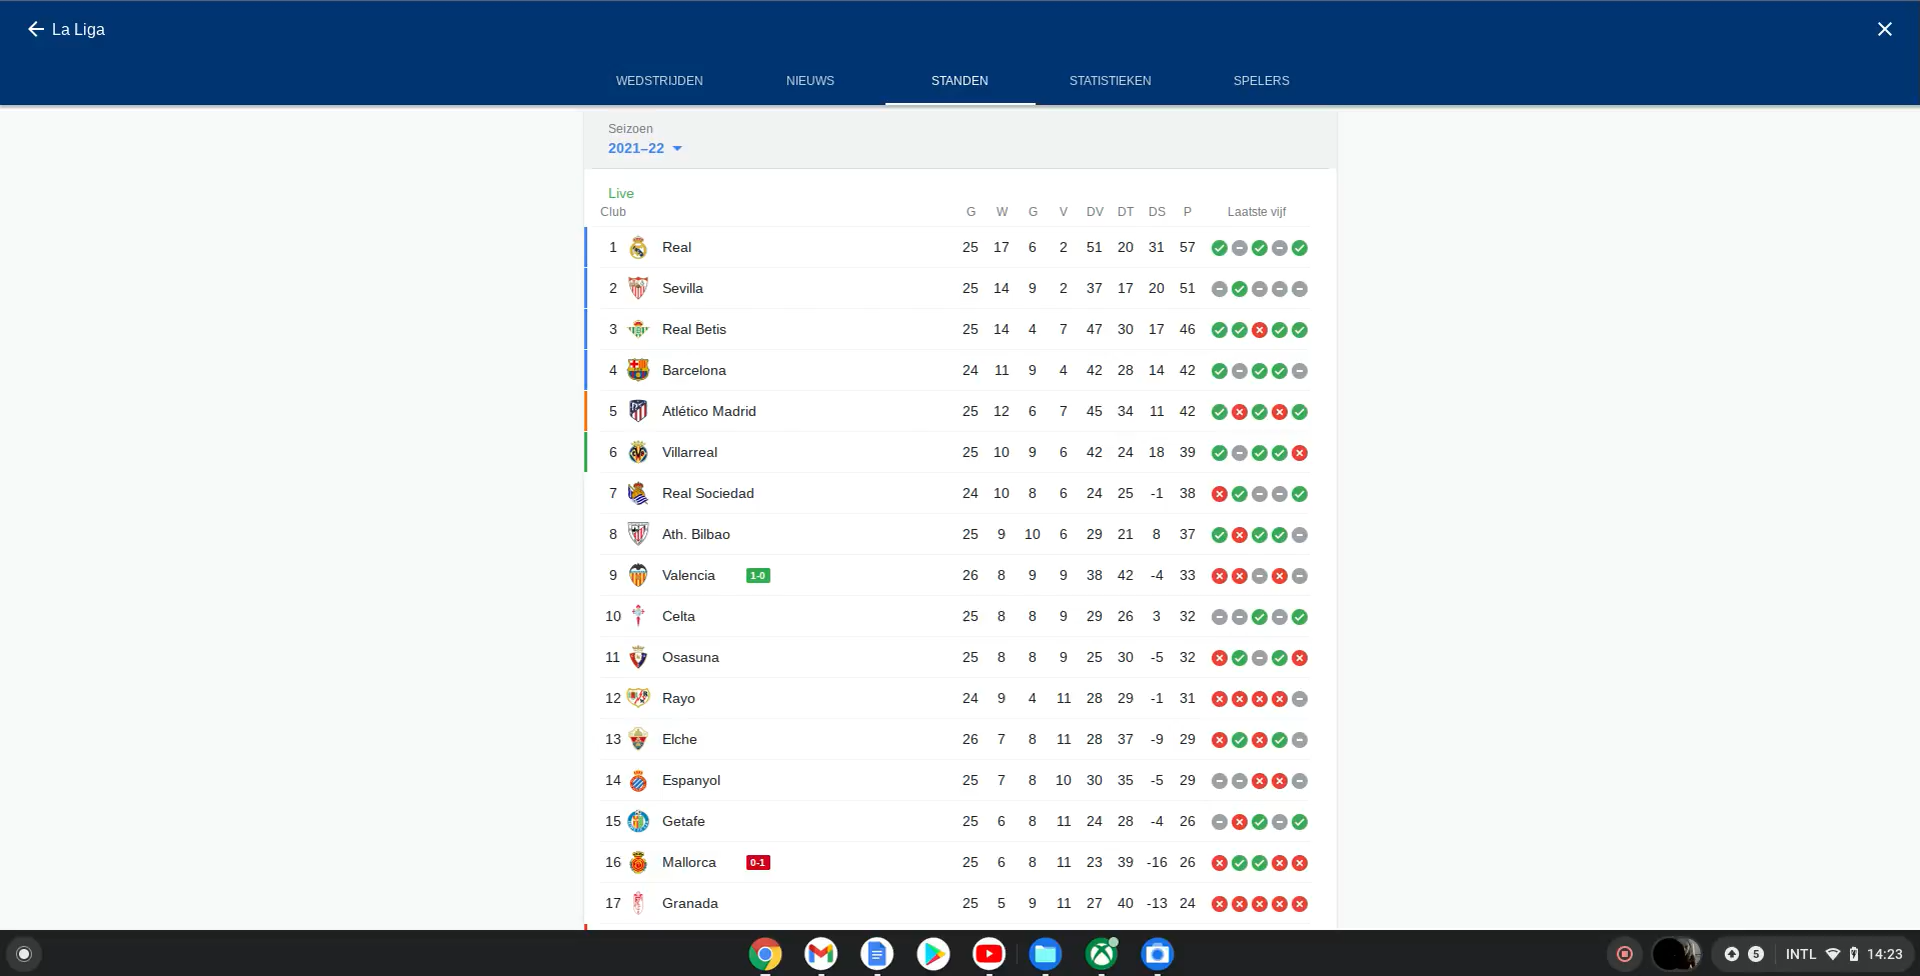 La Liga
WEDSTRIJDEN NIEUWS STANDEN STATISTIEKEN SPELERS
Seizoen
2021–22
Live
Club G W G V DV DT DS P Laatste vijf
1 Real 25 17 6 2 51 20 31 57
2 Sevilla 25 14 9 2 37 17 20 51
3 Real Betis 25 14 4 7 47 30 17 46
4 Barcelona 24 11 9 4 42 28 14 42
5 Atlético Madrid 25 12 6 7 45 34 11 42
6 Villarreal 25 10 9 6 42 24 18 39
7 Real Sociedad 24 10 8 6 24 25 -1 38
8 Ath. Bilbao 25 9 10 6 29 21 8 37
9 Valencia 1-0 26 8 9 9 38 42 -4 33
10 Celta 25 8 8 9 29 26 3 32
11 Osasuna 25 8 8 9 25 30 -5 32
12 Rayo 24 9 4 11 28 29 -1 31
13 Elche 26 7 8 11 28 37 -9 29
14 Espanyol 25 7 8 10 30 35 -5 29
15 Getafe 25 6 8 11 24 28 -4 26
16 Mallorca 0-1 25 6 8 11 23 39 -16 26
17 Granada 25 5 9 11 27 40 -13 24
5 INTL 14:23